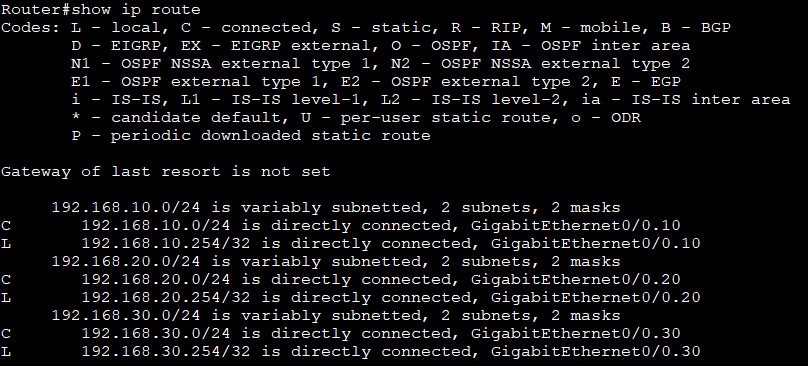 Router#show ip route
Codes: L - local, C - connected, S - static, R - RIP, M - mobile, B - BGP
       D - EIGRP, EX - EIGRP external, O - OSPF, IA - OSPF inter area
       N1 - OSPF NSSA external type 1, N2 - OSPF NSSA external type 2
       E1 - OSPF external type 1, E2 - OSPF external type 2, E - EGP
       i - IS-IS, L1 - IS-IS level-1, L2 - IS-IS level-2, ia - IS-IS inter area
       * - candidate default, U - per-user static route, o - ODR
       P - periodic downloaded static route

Gateway of last resort is not set

     192.168.10.0/24 is variably subnetted, 2 subnets, 2 masks
C       192.168.10.0/24 is directly connected, GigabitEthernet0/0.10
L       192.168.10.254/32 is directly connected, GigabitEthernet0/0.10
     192.168.20.0/24 is variably subnetted, 2 subnets, 2 masks
C       192.168.20.0/24 is directly connected, GigabitEthernet0/0.20
L       192.168.20.254/32 is directly connected, GigabitEthernet0/0.20
     192.168.30.0/24 is variably subnetted, 2 subnets, 2 masks
C       192.168.30.0/24 is directly connected, GigabitEthernet0/0.30
L       192.168.30.254/32 is directly connected, GigabitEthernet0/0.30